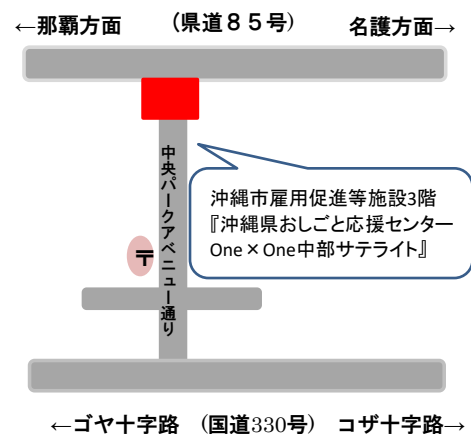 ←那覇方面　（県道８５号）　名護方面→
中央パークアベニュー通り
沖縄市雇用促進等施設3階
『沖縄県おしごと応援センター
One×One中部サテライト』
〒
←ゴヤ十字路　（国道330号）　コザ十字路→